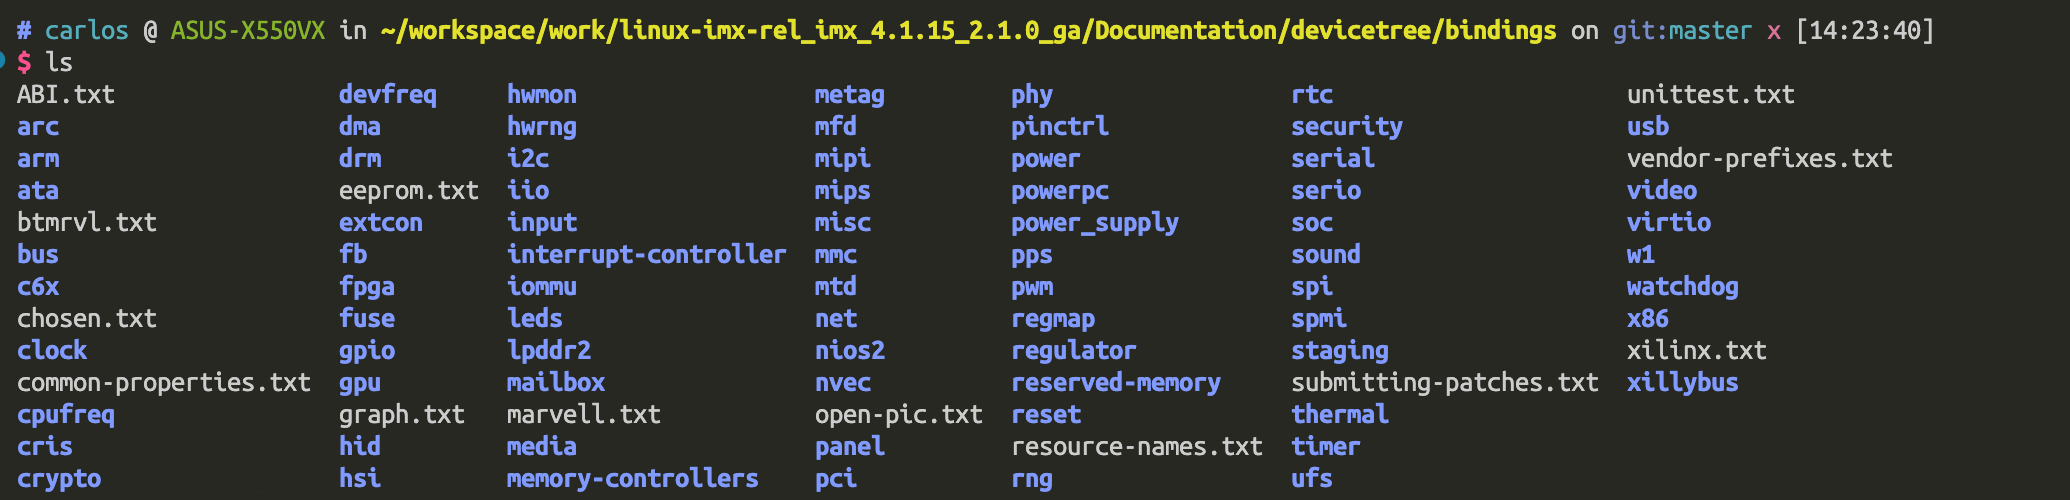 # carlos @ ASUS-X550VX in ~/workspace/work/linux-imx-rel_imx_4.1.15_2.1.0_ga/Documentation/devicetree/bindings on git:master x [14:23:40]
$ ls
ABI.txt devfreq hwmon metag phy rtc unittest.txt
arc dma hwrng mfd pinctrl security usb
arm drm i2c mipi power serial vendor-prefixes.txt
ata eeprom.txt iio mips powerpc serio video
btmrvl.txt extcon input misc power_supply soc virtio
bus fb interrupt-controller mmc pps sound w1
c6x fpga iommu mtd pwm spi watchdog
chosen.txt fuse leds net regmap spmi x86
clock gpio lpddr2 nios2 regulator staging xilinx.txt
common-properties.txt gpu mailbox nvec reserved-memory submitting-patches.txt xillybus
cpufreq graph.txt marvell.txt open-pic.txt reset thermal
cris hid media panel resource-names.txt timer
crypto hsi memory-controllers pci rng ufs